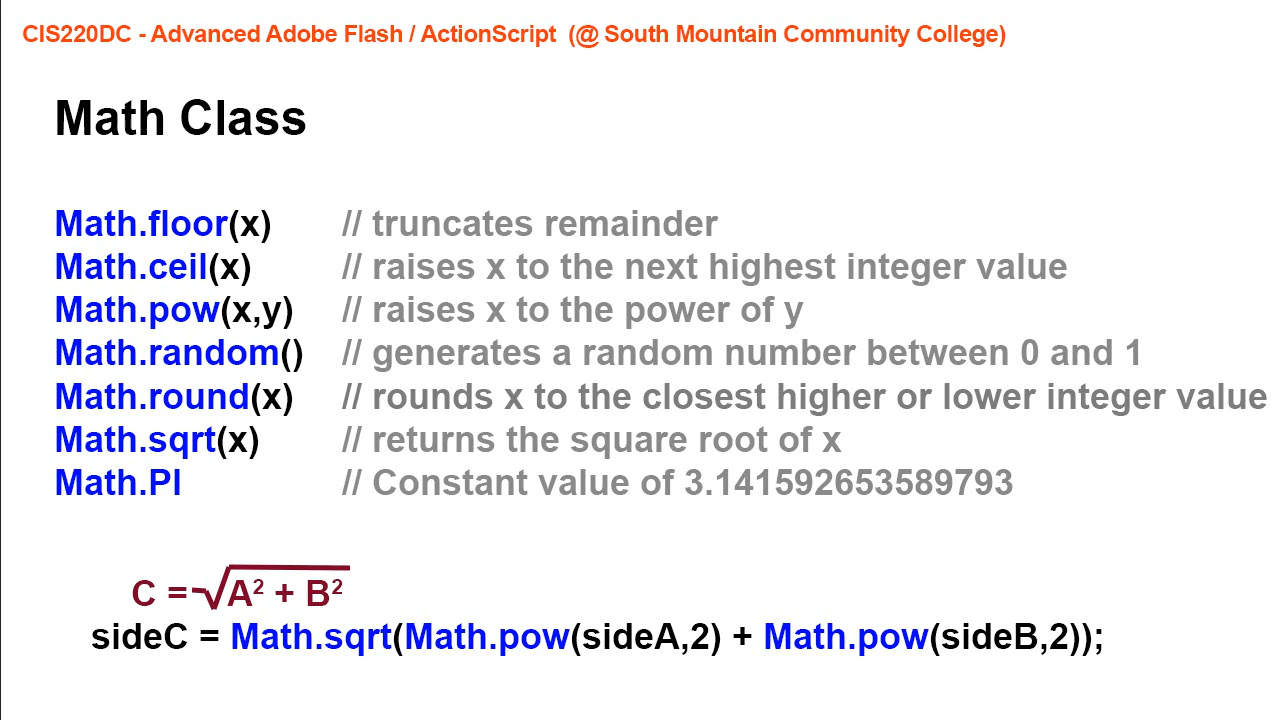 CIS220DC - Advanced Adobe Flash / ActionScript (@ South Mountain Community College)
Math Class
Math.floor(x) // truncates remainder
Math.ceil(x) // raises x to the next highest integer value
Math.pow(x,y) // raises x to the power of y
Math.random() // generates a random number between 0 and 1
Math.round(x) // rounds x to the closest higher or lower integer value
Math.sqrt(x) // returns the square root of x
Math.PI // Constant value of 3.141592653589793
C = √A² + B²
sideC = Math.sqrt(Math.pow(sideA,2) + Math.pow(sideB,2));